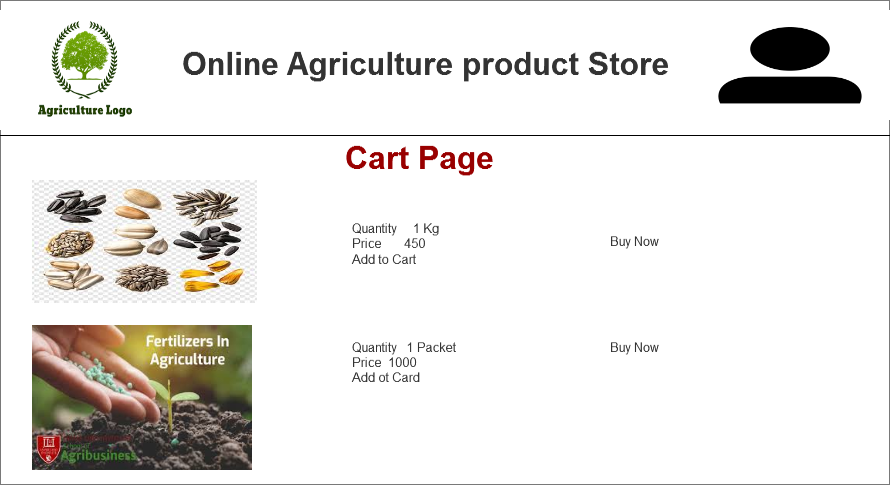 Online Agriculture product Store
Agriculture Logo
Cart Page
Quantity 1 Kg
Price 450
Add to Cart
Buy Now
Fertilizers In
Agriculture
Agribusiness
Quantity 1 Packet
Price 1000
Add ot Card
Buy Now